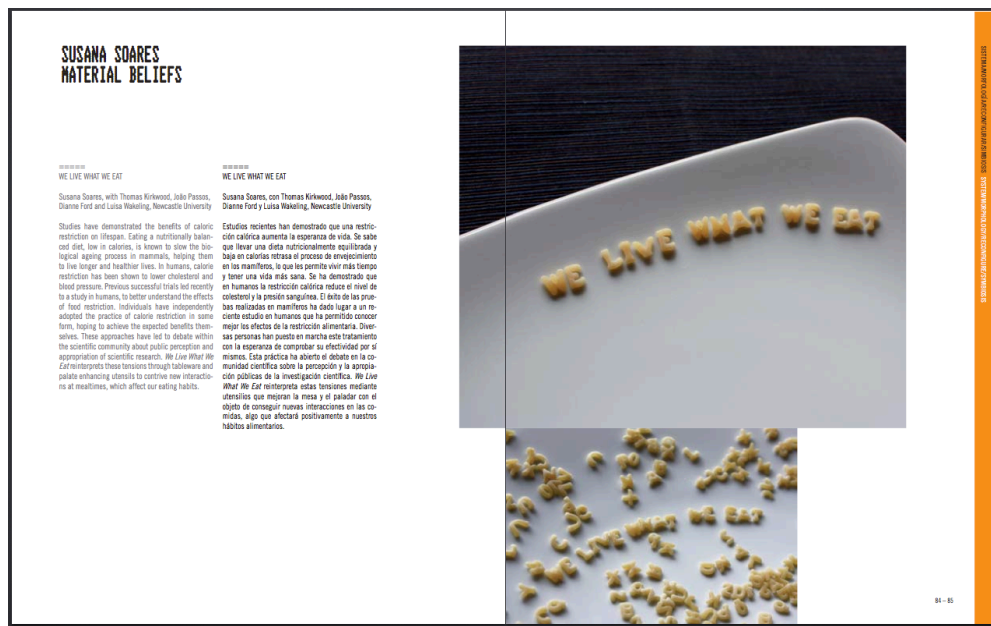 SUSANA SOARES
MATERIAL BELIEFS
WE LIVE WHAT WE EAT
Susana Soares, with Thomas Kirkwood, João Passos,
Dianne Ford and Luisa Wakeling, Newcastle University
Studies have demonstrated the benefits of caloric
restriction on lifespan. Eating a nutritionally balan-
ced diet, low in calories, is known to slow the bio-
logical ageing process in mammals, helping them
to live longer and healthier lives. In humans, calorie
restriction has been shown to lower cholesterol and
blood pressure. Previous successful trials led recently
to a study in humans, to better understand the effects
of food restriction. Individuals have independently
adopted the practice of calorie restriction in some
form, hoping to achieve the expected benefits them-
selves. These approaches have led to debate within
the scientific community about public perception and
appropriation of scientific research. We Live What We
Eat reinterprets these tensions through tableware and
palate enhancing utensils to contrive new interactio-
ns at mealtimes, which affect our eating habits.
WE LIVE WHAT WE EAT
Susana Soares, con Thomas Kirkwood, João Passos,
Dianne Ford y Luisa Wakeling, Newcastle University
Estudios recientes han demostrado que una restric-
ción calórica aumenta la esperanza de vida. Se sabe
que llevar una dieta nutricionalmente equilibrada y
baja en calorías retrasa el proceso de envejecimiento
en los mamíferos, lo que les permite vivir más tiempo
y tener una vida más sana. Se ha demostrado que
en humanos la restricción calórica reduce el nivel de
colesterol y la presión sanguínea. El éxito de las prue-
bas realizadas en mamíferos ha dado lugar a un re-
ciente estudio en humanos que ha permitido conocer
mejor los efectos de la restricción alimentaria. Diver-
sas personas han puesto en marcha este tratamiento
con la esperanza de comprobar su efectividad por sí
mismos. Esta práctica ha abierto el debate en la co-
munidad científica sobre la percepción y la apropia-
ción públicas de la investigación científica. We Live
What We Eat reinterpreta estas tensiones mediante
utensilios que mejoran la mesa y el paladar con el
objeto de conseguir nuevas interacciones en las co-
midas, algo que afectará positivamente a nuestros
hábitos alimentarios.
WE LIVE WHAT WE EAT
WE LIVE WHAT WE EAT
SYSTEM/MORPHOLOGY/RECONFIGURE/SYMBIOSIS
84 – 85